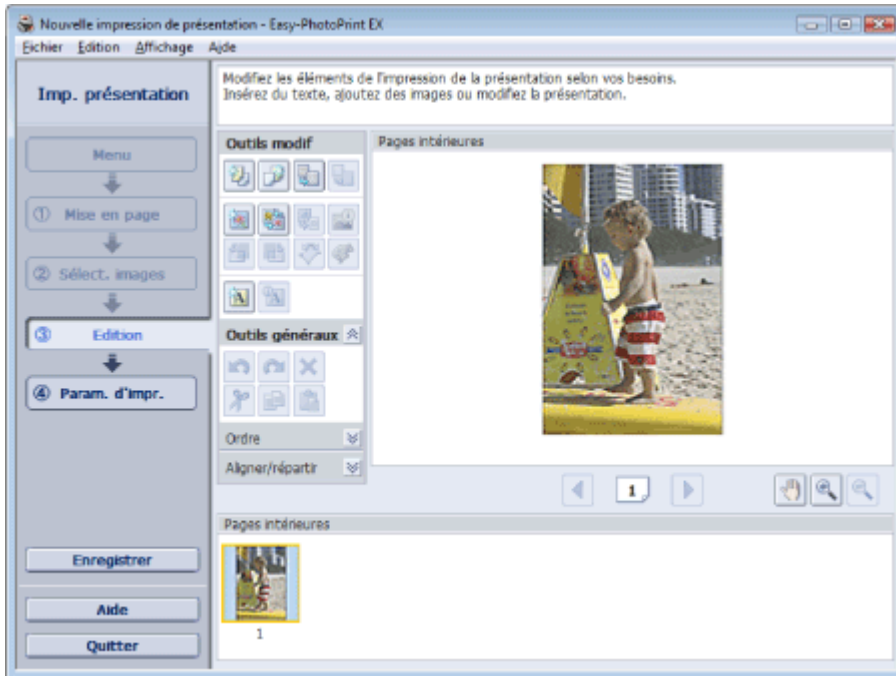 Nouvelle impression de présentation - Easy-PhotoPrint EX
Fichier Edition Affichage Aide
Imp. présentation
Modifiez les éléments de l'impression de la présentation selon vos besoins.
Insérez du texte, ajoutez des images ou modifiez la présentation.
Menu
① Mise en page
② Sélect. images
③ Edition
④ Param. d'impr.
Enregistrer
Aide
Quitter
Outils modif
Outils généraux
Ordre
Aligner/répartir
Pages intérieures
1
Pages intérieures
1